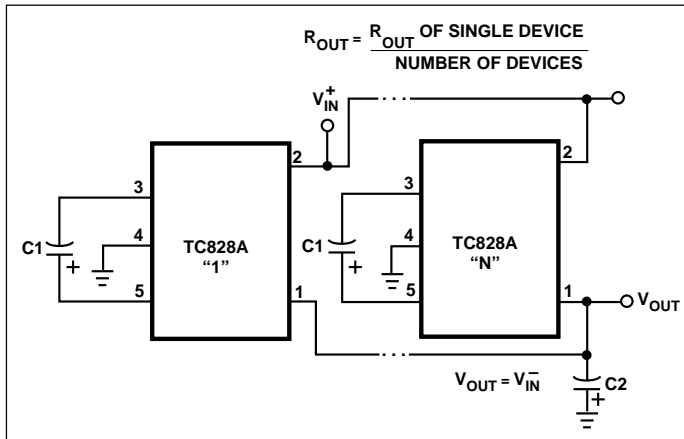 R_OUT = R_OUT OF SINGLE DEVICE
NUMBER OF DEVICES
V_IN^+
2
3
C1
4
+
5
TC828A
“1”
1
2
3
C1
4
+
5
TC828A
“N”
1
V_OUT
V_OUT = V_IN^–
C2
+